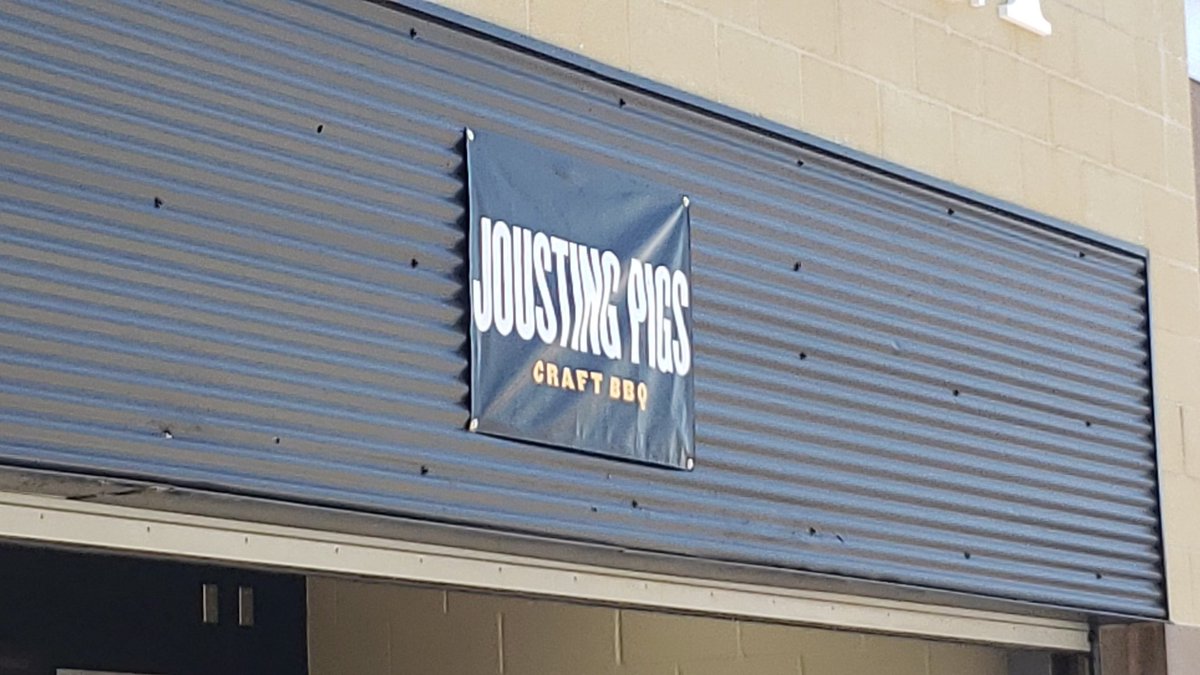 JOUSTING PIGS
CRAFT BBQ